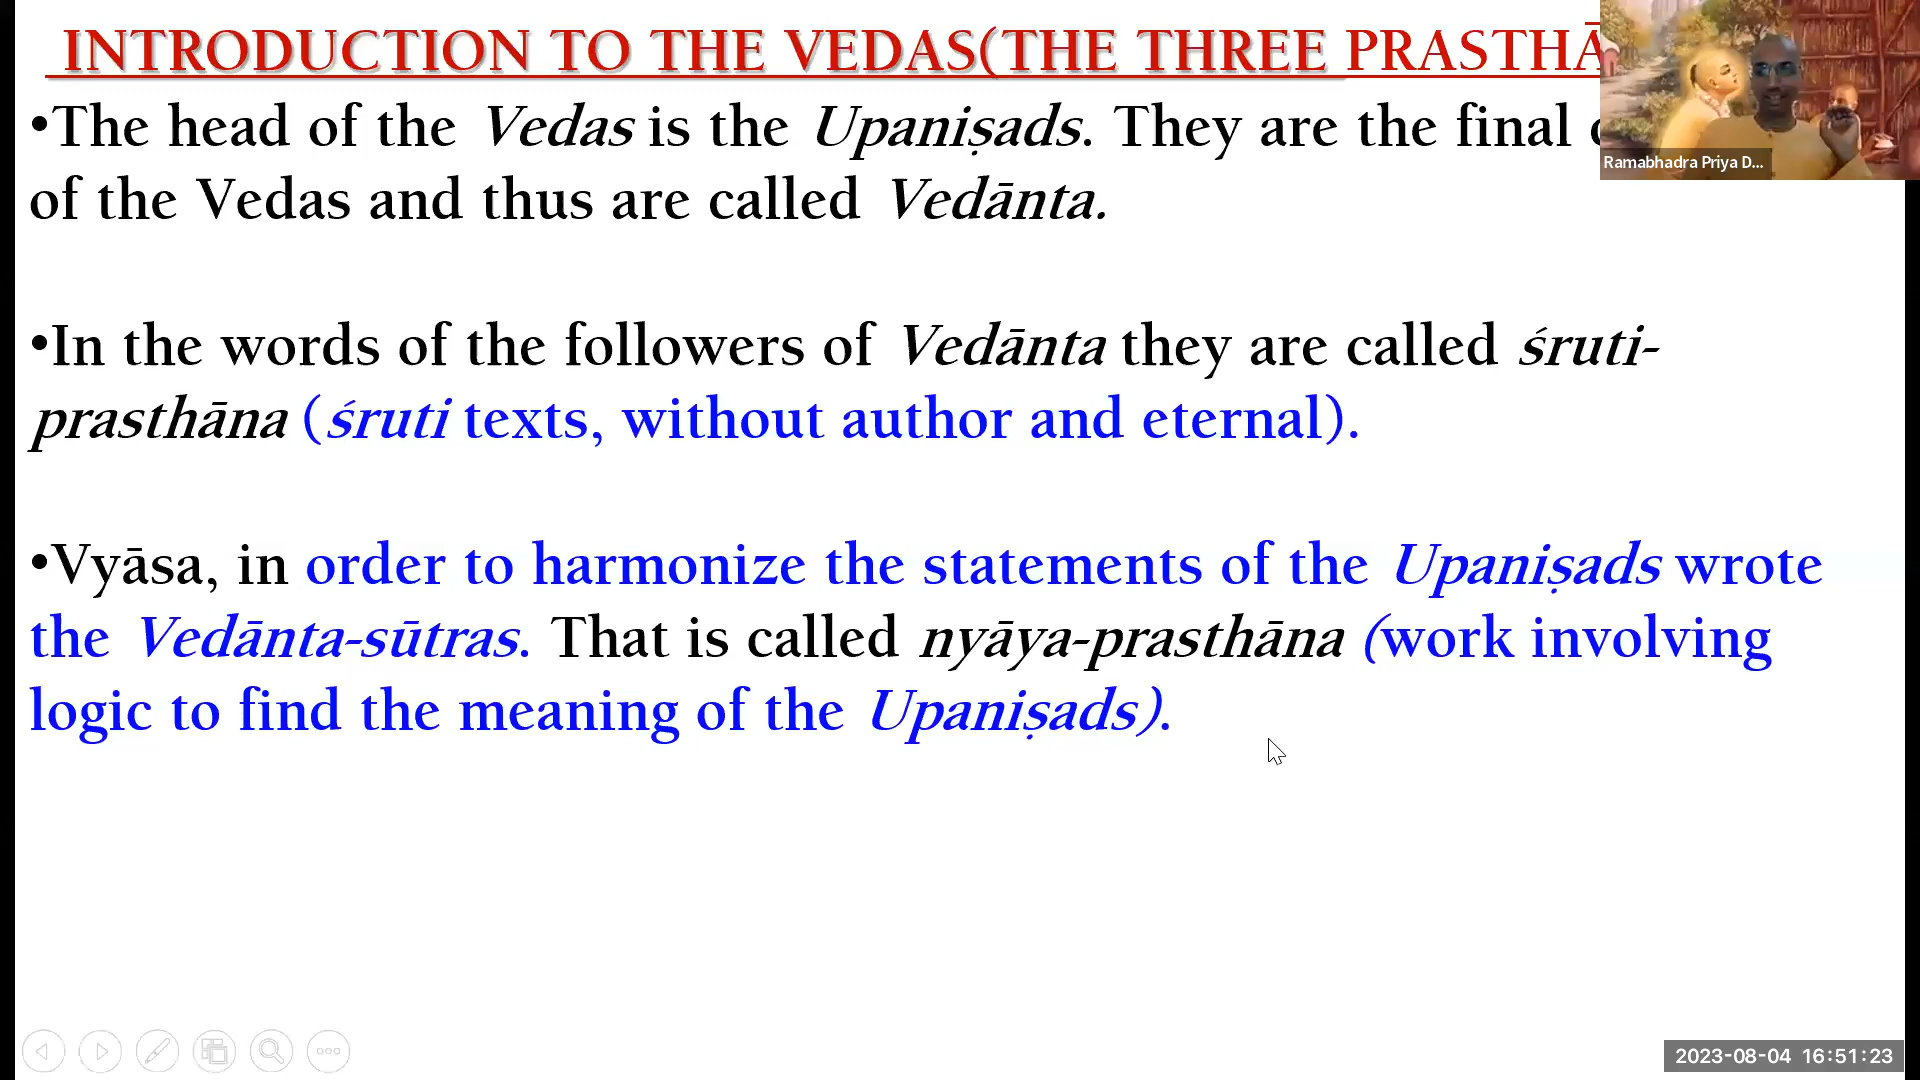 INTRODUCTION TO THE VEDAS(THE THREE
•The head of the Vedas is the Upaniṣads. They are the final
of the Vedas and thus are called Vedānta.
•In the words of the followers of Vedānta they are called śruti-
prasthāna (śruti texts, without author and eternal).
•Vyāsa, in order to harmonize the statements of the Upaniṣads wrote
the Vedānta-sūtras. That is called nyāya-prasthāna (work involving
logic to find the meaning of the Upaniṣads).
Ramabhadra Priya D...
2023-08-04 16:51:23